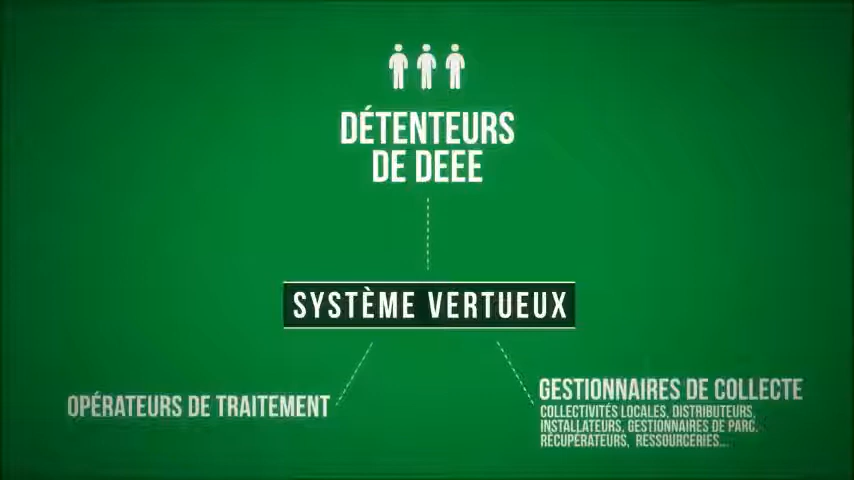 DÉTENTEURS
DE DEEE
SYSTÈME VERTUEUX
OPÉRATEURS DE TRAITEMENT
GESTIONNAIRES DE COLLECTE
COLLECTIVITÉS LOCALES, DISTRIBUTEURS,
INSTALLATEURS, GESTIONNAIRES DE PARC,
RÉCUPÉRATEURS, RESSOURCERIES...